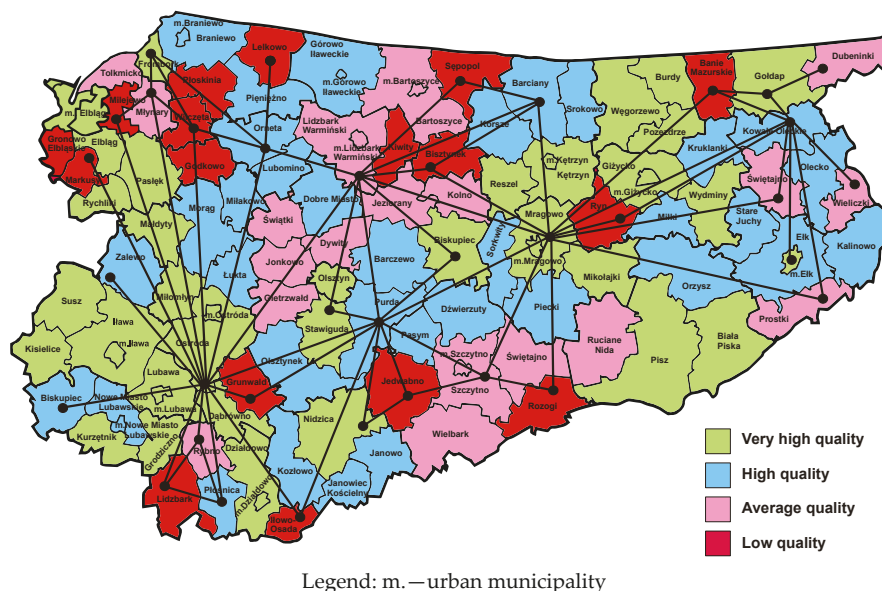 m.Braniewo
Braniewo
Lelkowo
Górowo
Iławeckie
Frombork
Tolkmicko
Płoskinia
m.Górowo
Iławeckie
Sępopol
m.Bartoszyce
Barciany
Banie
Mazurskie
Gołdap
Dubeninki
Burdy
Milejewo
m. Elbląg
Młynary
Wilczęta
Pieniężno
Orneta
Lidzbark
Warmiński
Bartoszyce
Korsze
Srokowo
Węgorzewo
Pozezdrze
Kowale Oleckie
Gronowo
Elbląskie
Elbląg
Markusy
Godkowo
Lubomino
m.Lidzbark
Warmiński
Kiwity
Bisztynek
m.Kętrzyn
Kętrzyn
Giżycko
m.Giżycko
Kruklanki
Olecko
Świętajno
Wieliczki
Rychliki
Pasłęk
Morąg
Miłakowo
Dobre Miasto
Jeziorany
Kolno
Reszel
Mrągowo
Ryn
Wydminy
Miłki
Stare
Juchy
Małdyty
Świątki
Dywity
Biskupiec
Sorkwity
m.Mrągowo
Ełk
m.Ełk
Kalinowo
Zalewo
Łukta
Jonkowo
Barczewo
Mikołajki
Orzysz
Susz
Miłomłyn
m.Ostróda
Gietrzwałd
Olsztyn
Purda
Dźwierzuty
Piecki
Prostki
Iława
m.Iława
Ostróda
Stawiguda
Pasym
Ruciane
Nida
Pisz
Biała
Piska
Kisielice
Lubawa
m.Lubawa
Olsztynek
m.Szczytno
Szczytno
Świętajno
Grunwald
Jedwabno
Rozogi
Biskupiec
Nowe Miasto
Lubawskie
m.Nowe Miasto
Lubawskie
Dąbrówno
Nidzica
Kurzętnik
Grodziczno
Rybno
Działdowo
m.Działdowo
Wielbark
Janowo
Janowiec
Kościelny
Kozłowo
Lidzbark
Płośnica
Iłowo-
Osada
Very high quality
High quality
Average quality
Low quality
Legend: m.—urban municipality